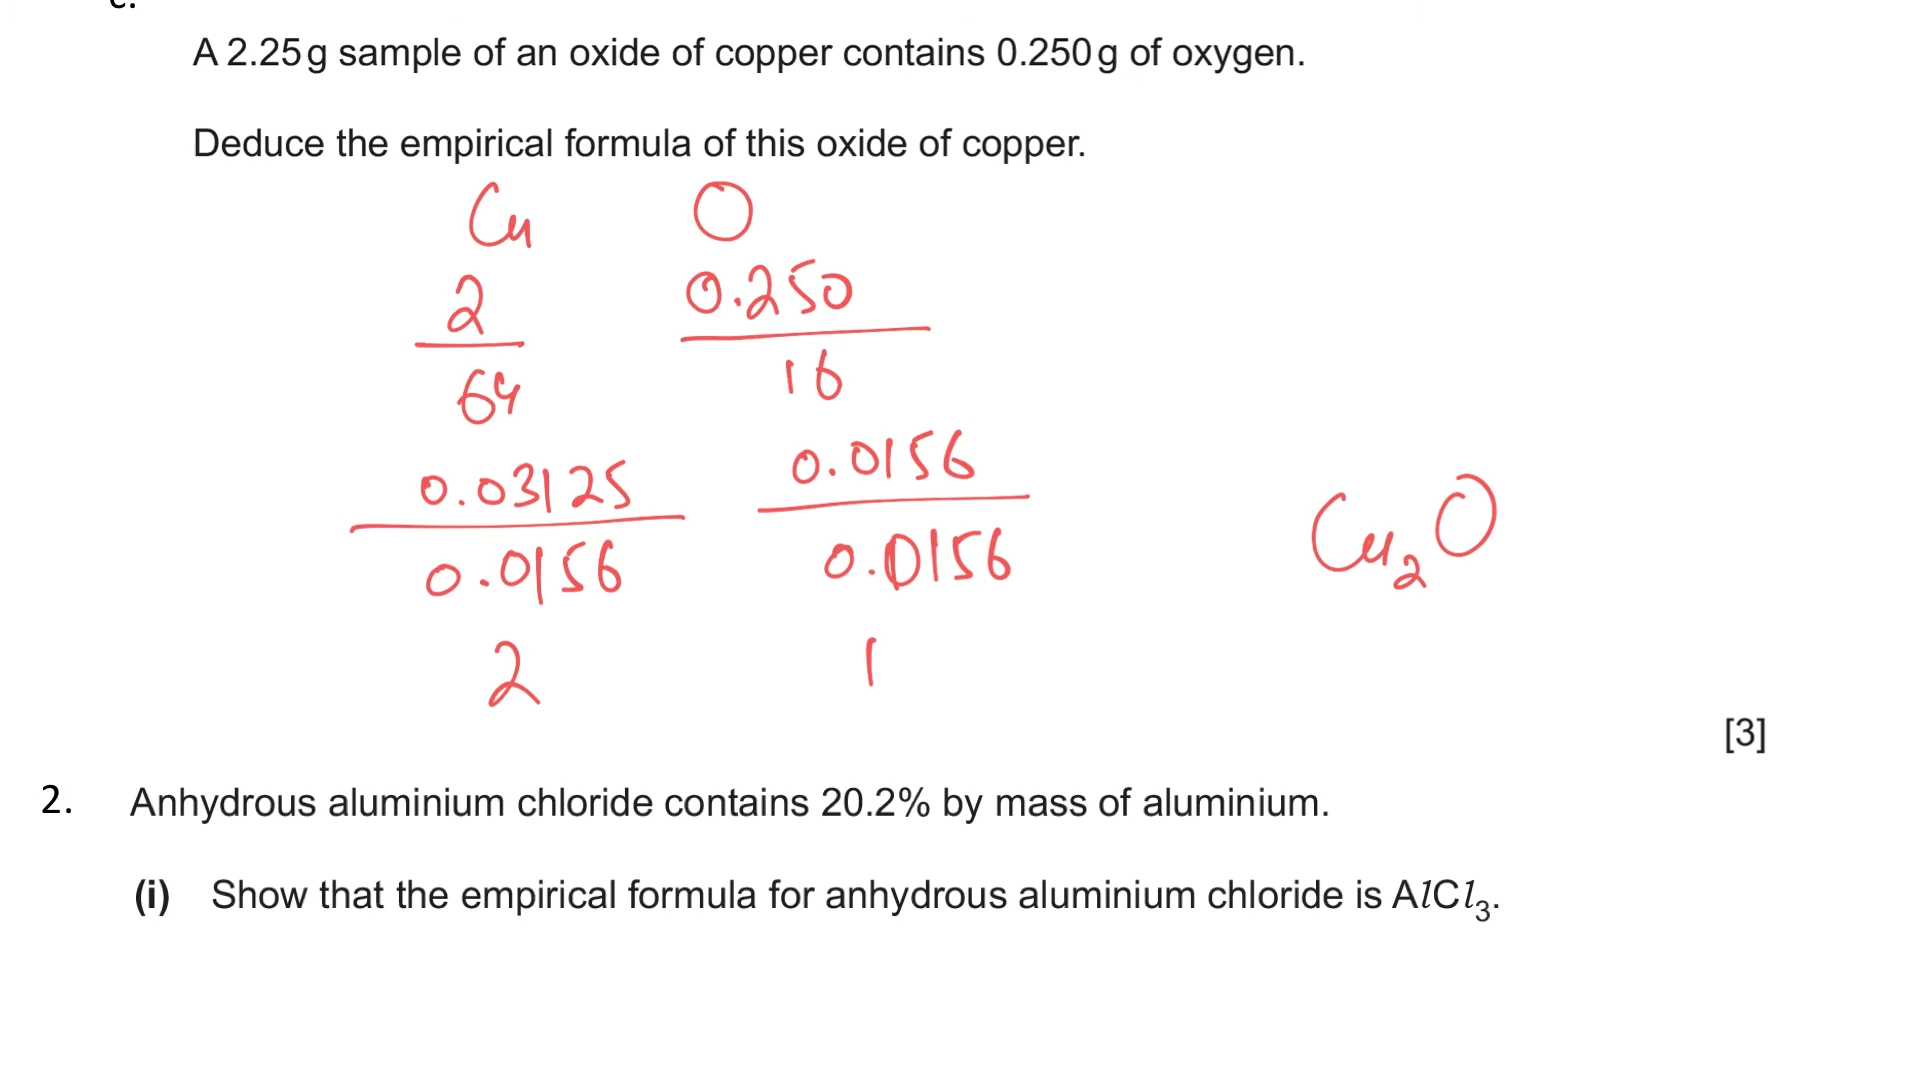 c.
A 2.25 g sample of an oxide of copper contains 0.250 g of oxygen.
Deduce the empirical formula of this oxide of copper.
Cu O
2 0.250
64 16
0.03125 0.0156
0.0156 0.0156
Cu₂O
2 1
[3]
2. Anhydrous aluminium chloride contains 20.2% by mass of aluminium.
(i) Show that the empirical formula for anhydrous aluminium chloride is AlCl₃.